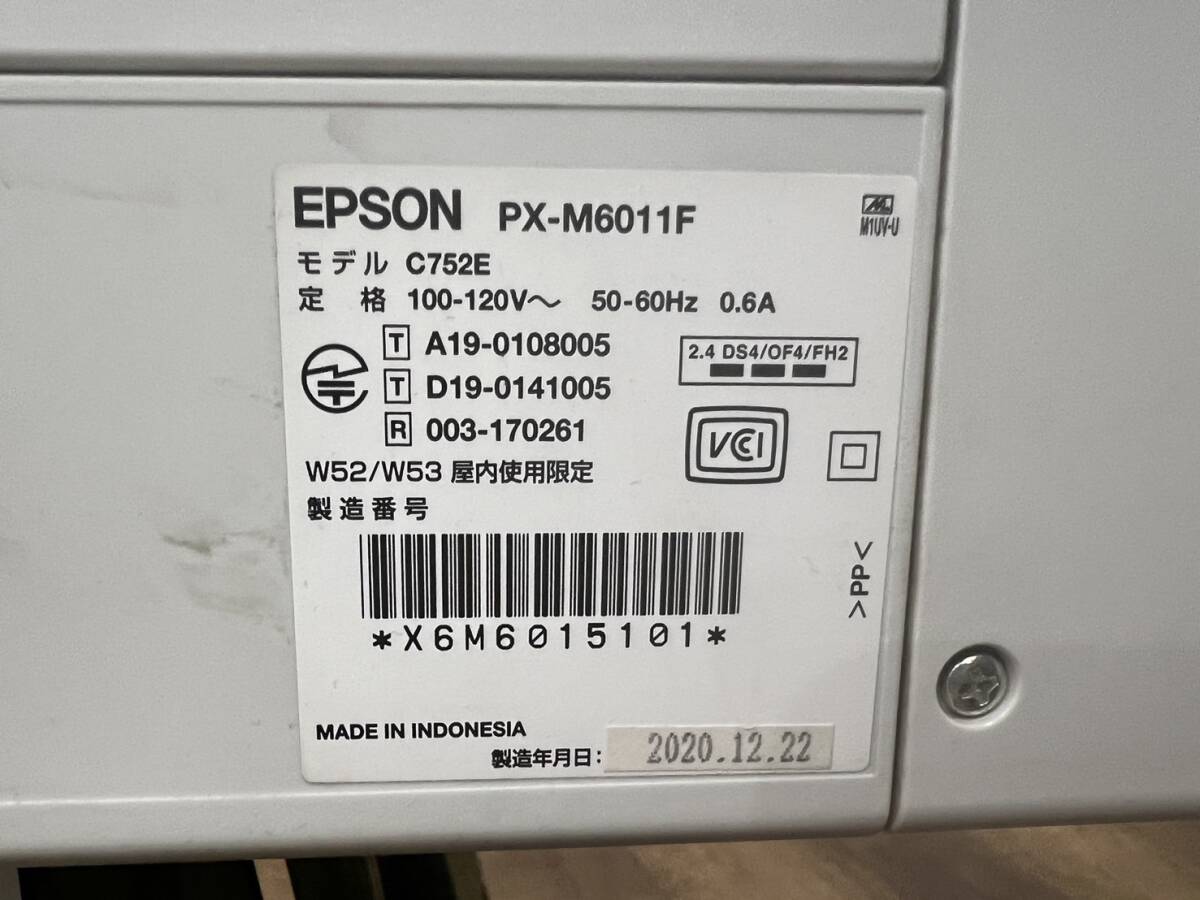 EPSON PX-M6011F
M1UV-U
モデル C752E
定 格 100-120V～ 50-60Hz 0.6A
T A19-0108005
T D19-0141005
R 003-170261
2.4 DS4/OF4/FH2
VCCI
W52/W53 屋内使用限定
製造番号
*X6M6015101*
>PP<
MADE IN INDONESIA
製造年月日: 2020.12.22